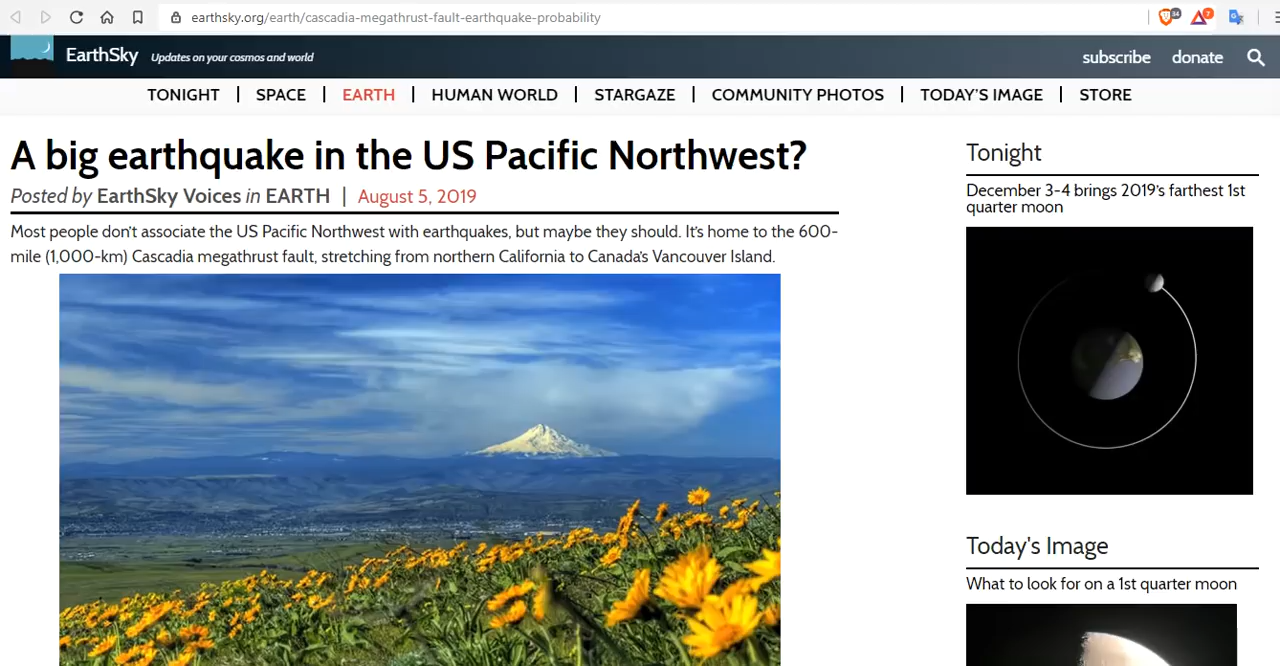 earthsky.org/earth/cascadia-megathrust-fault-earthquake-probability
EarthSky Updates on your cosmos and world
subscribe donate
TONIGHT | SPACE | EARTH | HUMAN WORLD | STARGAZE | COMMUNITY PHOTOS | TODAY'S IMAGE | STORE
A big earthquake in the US Pacific Northwest?
Posted by EarthSky Voices in EARTH | August 5, 2019
Most people don't associate the US Pacific Northwest with earthquakes, but maybe they should. It's home to the 600-
mile (1,000-km) Cascadia megathrust fault, stretching from northern California to Canada's Vancouver Island.
Tonight
December 3-4 brings 2019's farthest 1st
quarter moon
Today's Image
What to look for on a 1st quarter moon